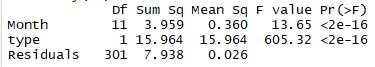 Df Sum Sq Mean Sq F value Pr(>F)
Month 11 3.959 0.360 13.65 <2e-16
type 1 15.964 15.964 605.32 <2e-16
Residuals 301 7.938 0.026